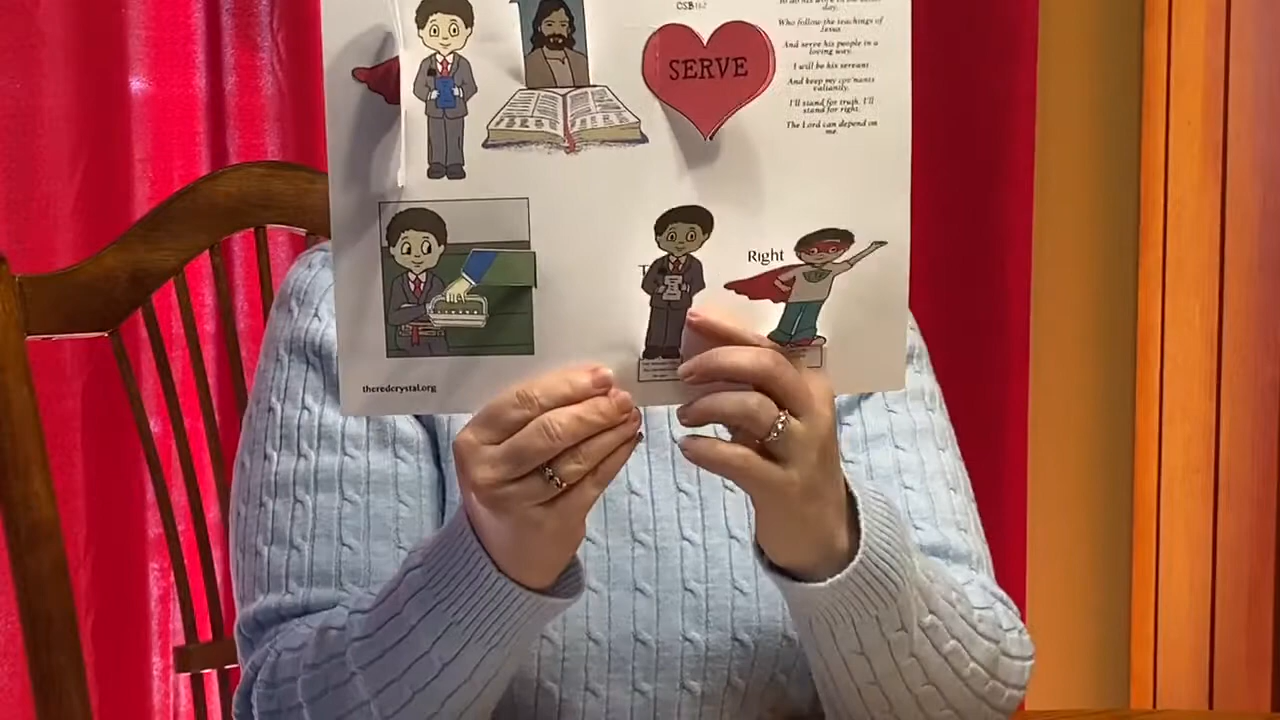 CSB 162
day.
Who follow the teachings of
Jesus
And serve his people in a
loving way.
I will be his servant
And keep my cov'nants
valiantly.
I'll stand for truth. I'll
stand for right.
The Lord can depend on
me.
SERVE
Right
theredcrystal.org